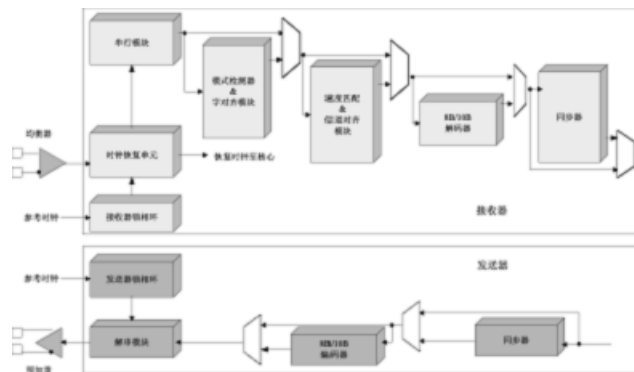 串行模块
模式检测器
&
字对齐模块
速度匹配
&
信道对齐
模块
8B/10B
解码器
同步器
均衡器
时钟恢复单元
恢复时钟至核心
参考时钟
接收器锁相环
接收器
发送器
参考时钟
发送器锁相环
解串模块
8B/10B
编码器
同步器